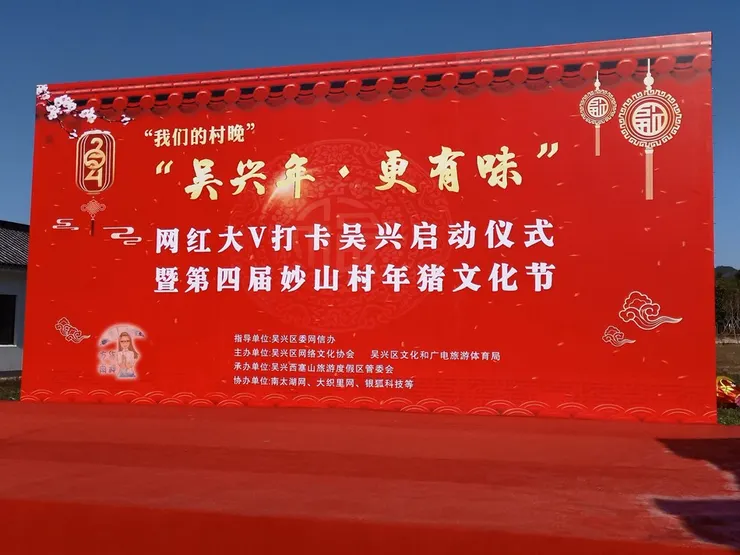 “我们的村晚”
“吴兴年·更有味”
2024
网红大V打卡吴兴启动仪式
暨第四届妙山村年猪文化节
指导单位:吴兴区委网信办
主办单位:吴兴区网络文化协会 吴兴区文化和广电旅游体育局
承办单位:吴兴西塞山旅游度假区管委会
协办单位:南太湖网、大织里网、银狐科技等